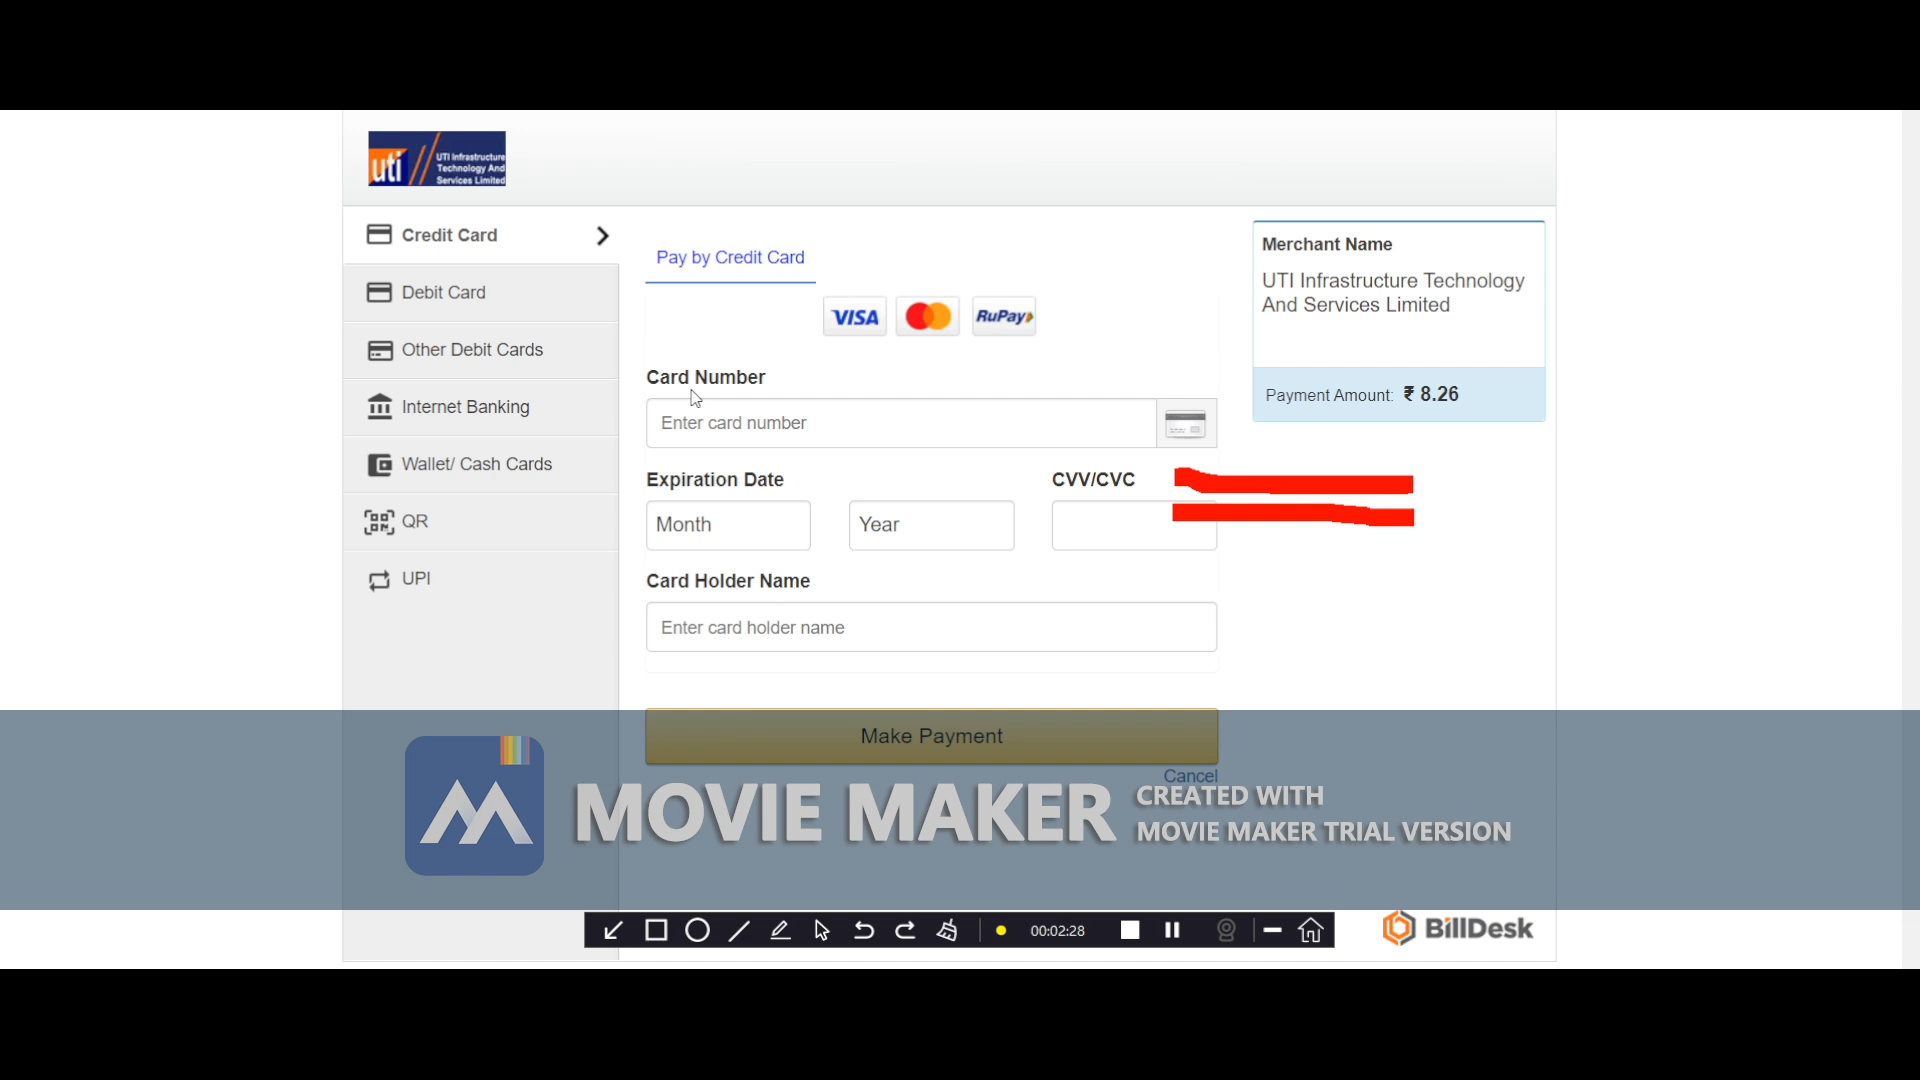 uti
UTI Infrastructure
Technology And
Services Limited
Credit Card
Debit Card
Other Debit Cards
Internet Banking
Wallet/ Cash Cards
QR
UPI
Pay by Credit Card
VISA
RuPay
Card Number
Enter card number
Expiration Date
CVV/CVC
Month
Year
Card Holder Name
Enter card holder name
Make Payment
Cancel
Merchant Name
UTI Infrastructure Technology
And Services Limited
Payment Amount: ₹ 8.26
MOVIE MAKER
CREATED WITH
MOVIE MAKER TRIAL VERSION
00:02:28
BillDesk